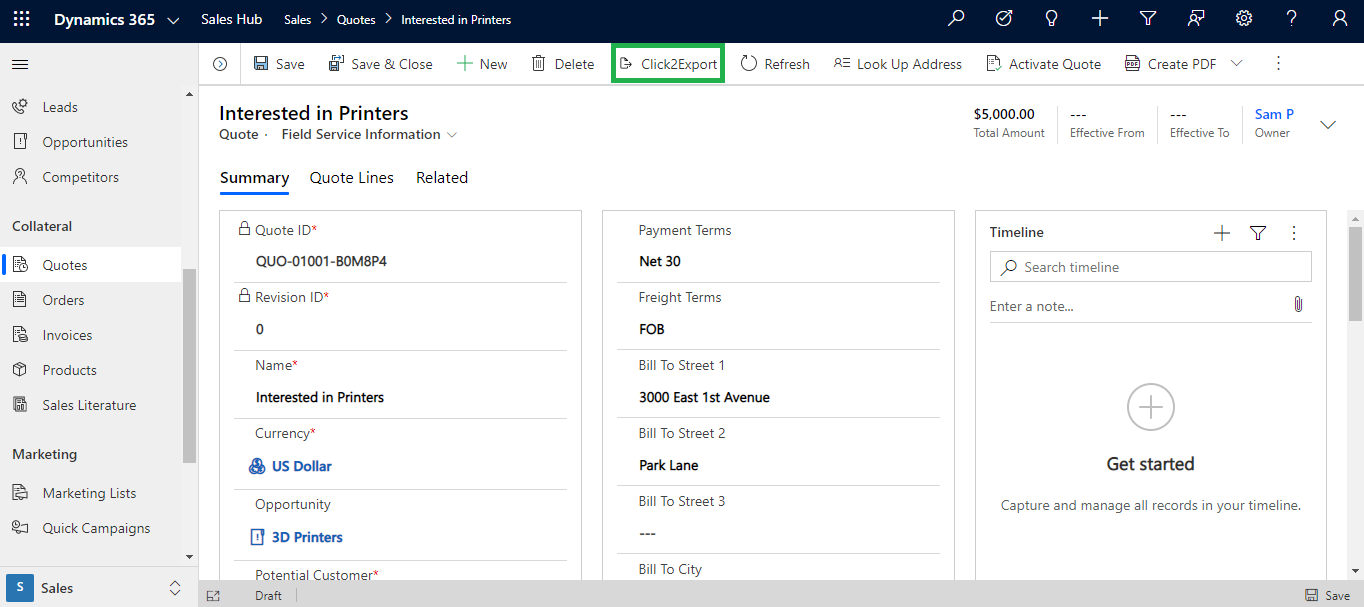 Dynamics 365 Sales Hub Sales > Quotes > Interested in Printers
Save Save & Close New Delete Click2Export Refresh Look Up Address Activate Quote Create PDF
Leads
Opportunities
Competitors
Collateral
Quotes
Orders
Invoices
Products
Sales Literature
Marketing
Marketing Lists
Quick Campaigns
S Sales
Interested in Printers
Quote · Field Service Information
$5,000.00
Total Amount
---
Effective From
---
Effective To
Sam P
Owner
Summary Quote Lines Related
Quote ID*
QUO-01001-B0M8P4
Revision ID*
0
Name*
Interested in Printers
Currency*
US Dollar
Opportunity
3D Printers
Potential Customer*
Payment Terms
Net 30
Freight Terms
FOB
Bill To Street 1
3000 East 1st Avenue
Bill To Street 2
Park Lane
Bill To Street 3
---
Bill To City
Timeline
Search timeline
Enter a note...
Get started
Capture and manage all records in your timeline.
Draft
Save